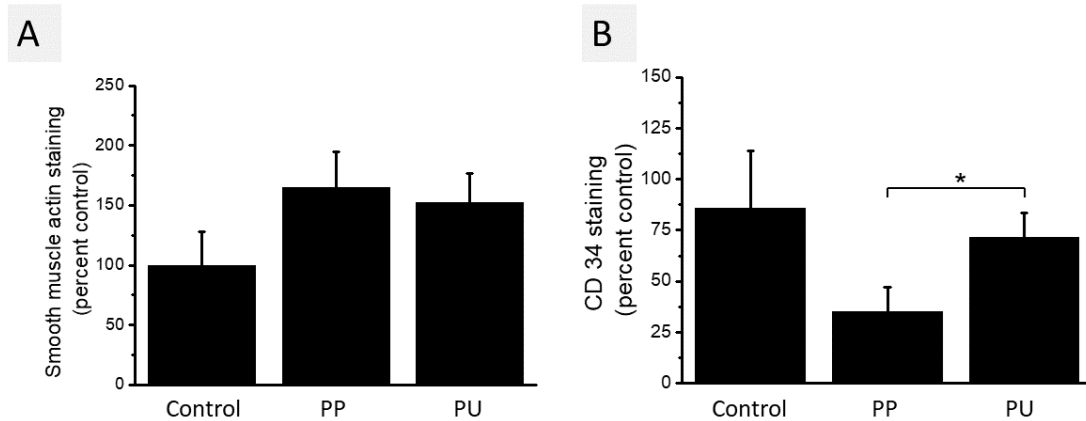 A
Smooth muscle actin staining
(percent control)
250
200
150
100
50
0
Control PP PU
B
CD 34 staining
(percent control)
150
125
100
75
50
25
0
*
Control PP PU